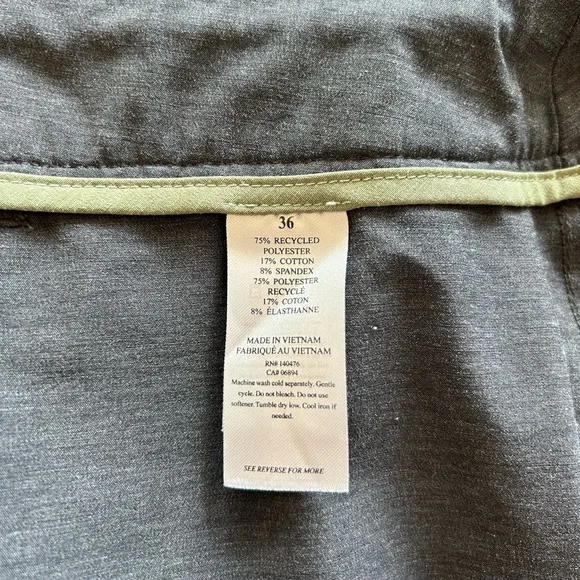 36
75% RECYCLED
POLYESTER
17% COTTON
8% SPANDEX
75% POLYESTER
RECYCLÉ
17% COTON
8% ÉLASTHANNE
MADE IN VIETNAM
FABRIQUÉ AU VIETNAM
RN# 140476
CA# 06894
Machine wash cold separately. Gentle
cycle. Do not bleach. Do not use
softener. Tumble dry low. Cool iron if
needed.
SEE REVERSE FOR MORE